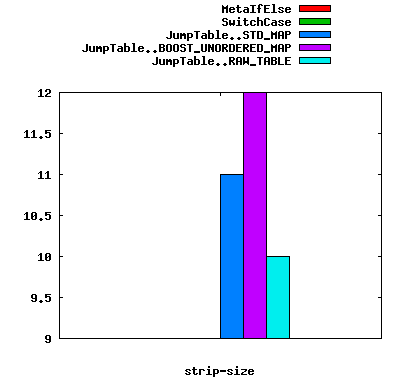 MetaIfElse
SwitchCase
JumpTable..STD_MAP
JumpTable..BOOST_UNORDERED_MAP
JumpTable..RAW_TABLE
12
11.5
11
10.5
10
9.5
9
strip-size